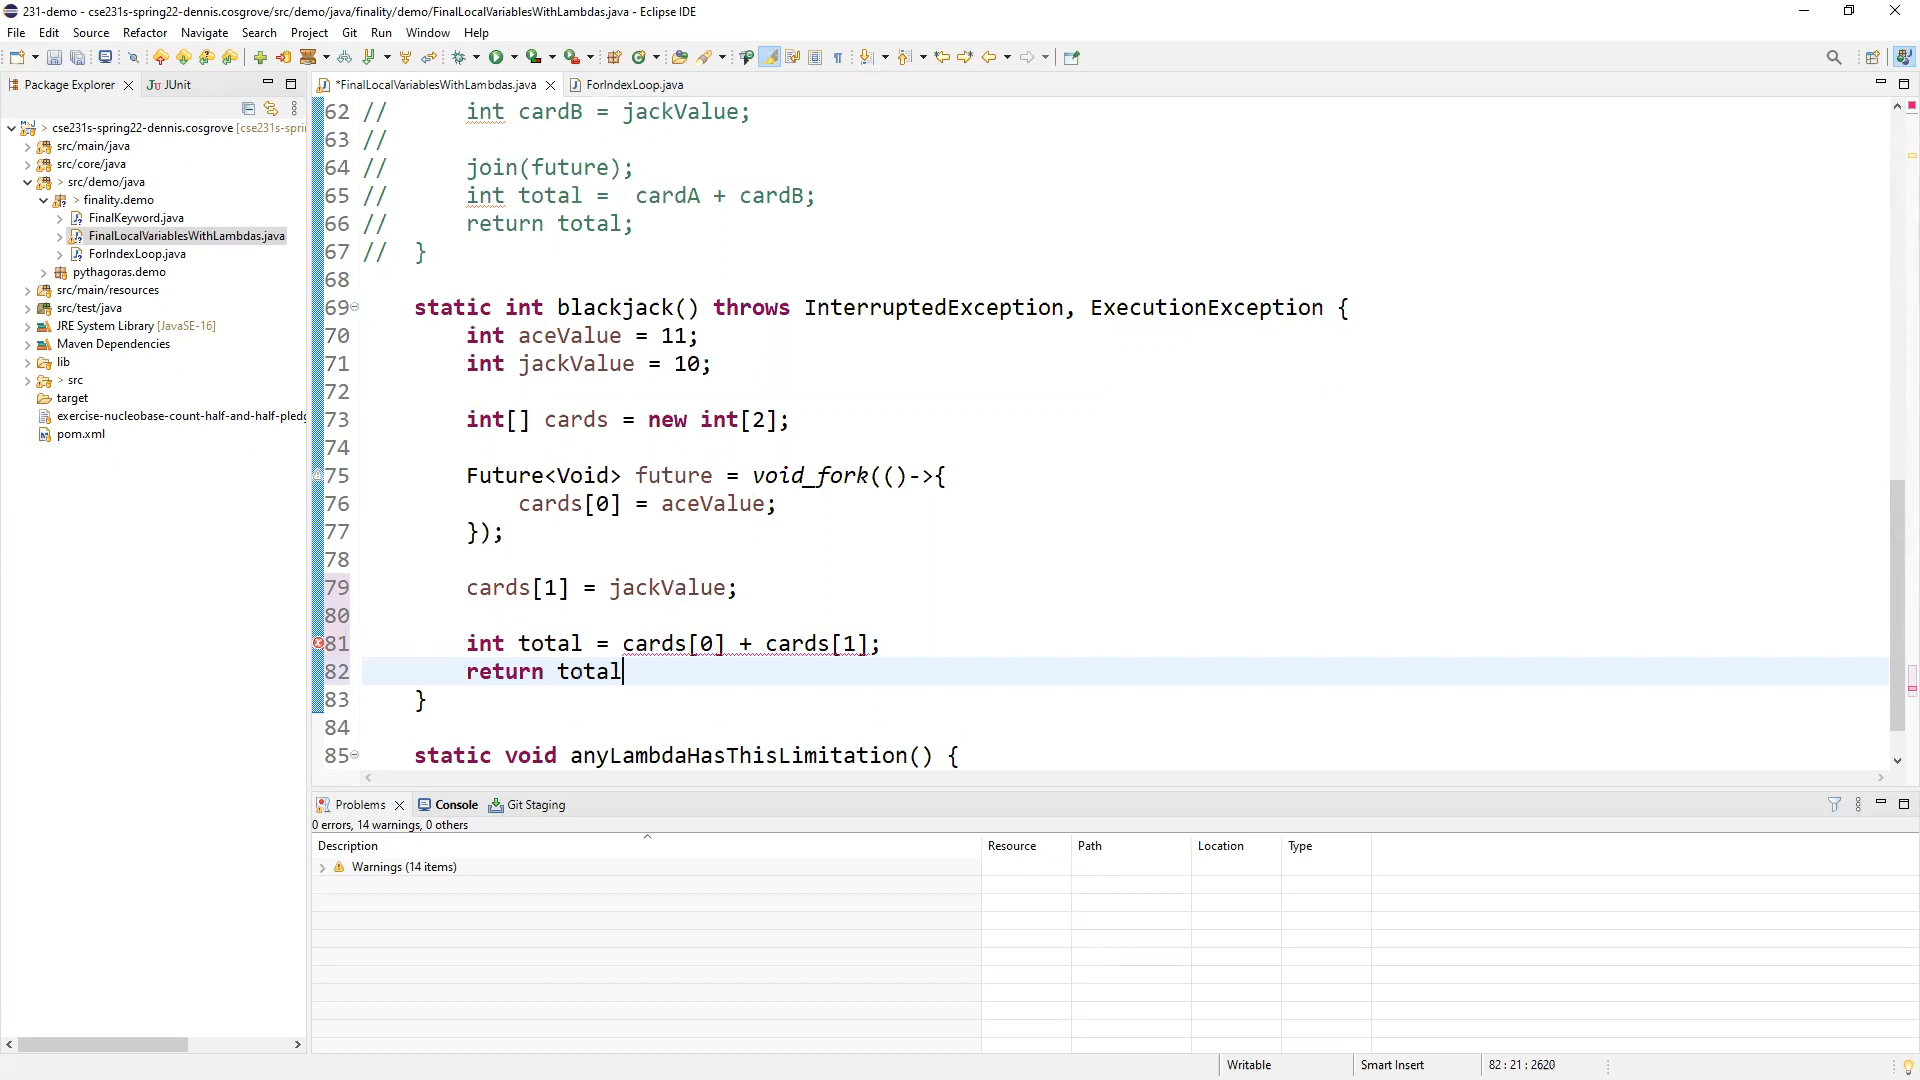 231-demo - cse231s-spring22-dennis.cosgrove/src/demo/java/finality/demo/FinalLocalVariablesWithLambdas.java - Eclipse IDE
File Edit Source Refactor Navigate Search Project Git Run Window Help
Package Explorer JUnit
*FinalLocalVariablesWithLambdas.java ForIndexLoop.java
> cse231s-spring22-dennis.cosgrove [cse231s-spri
src/main/java
src/core/java
> src/demo/java
> finality.demo
FinalKeyword.java
FinalLocalVariablesWithLambdas.java
ForIndexLoop.java
pythagoras.demo
src/main/resources
src/test/java
JRE System Library [JavaSE-16]
Maven Dependencies
lib
> src
target
exercise-nucleobase-count-half-and-half-pledg
pom.xml
62 // int cardB = jackValue;
63 //
64 // join(future);
65 // int total = cardA + cardB;
66 // return total;
67 // }
68
69 static int blackjack() throws InterruptedException, ExecutionException {
70 int aceValue = 11;
71 int jackValue = 10;
72
73 int[] cards = new int[2];
74
75 Future<Void> future = void_fork(()->{
76 cards[0] = aceValue;
77 });
78
79 cards[1] = jackValue;
80
81 int total = cards[0] + cards[1];
82 return total
83 }
84
85 static void anyLambdaHasThisLimitation() {
Problems Console Git Staging
0 errors, 14 warnings, 0 others
Description Resource Path Location Type
Warnings (14 items)
Writable Smart Insert 82 : 21 : 2620